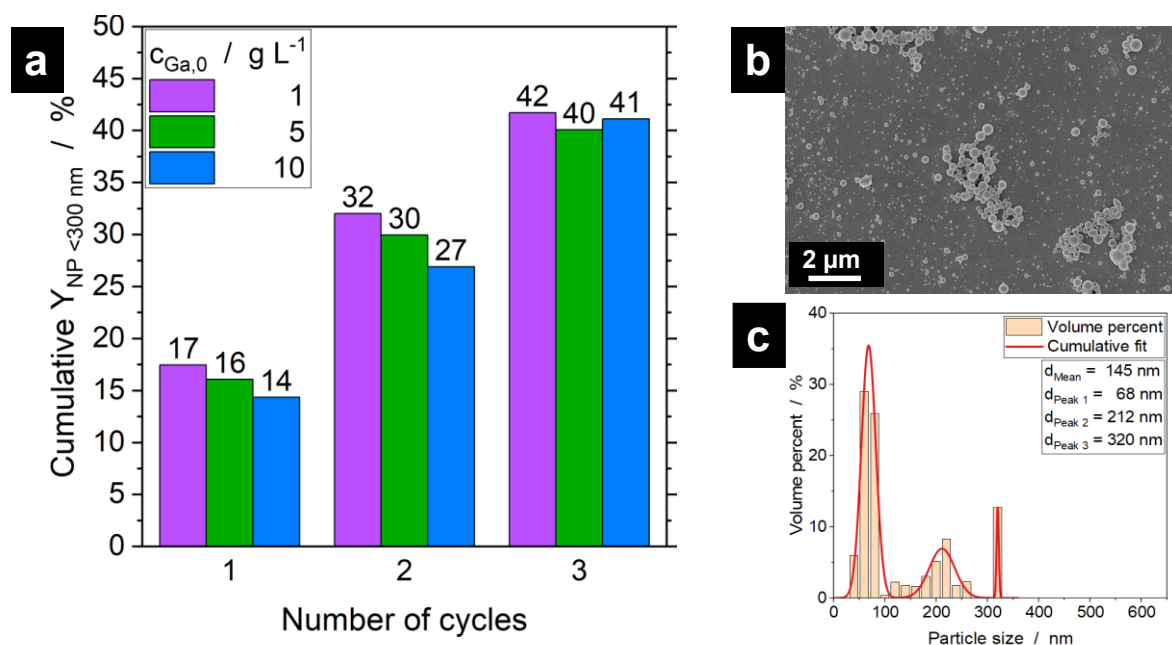 a
Cumulative Y_NP <300 nm / %
50
45
40
35
30
25
20
15
10
5
0
c_Ga,0 / g L⁻¹
1
5
10
17
16
14
32
30
27
42
40
41
1 2 3
Number of cycles
b
2 µm
c
Volume percent / %
40
30
20
10
0
Volume percent
Cumulative fit
d_Mean = 145 nm
d_Peak 1 = 68 nm
d_Peak 2 = 212 nm
d_Peak 3 = 320 nm
0 100 200 300 400 500 600
Particle size / nm